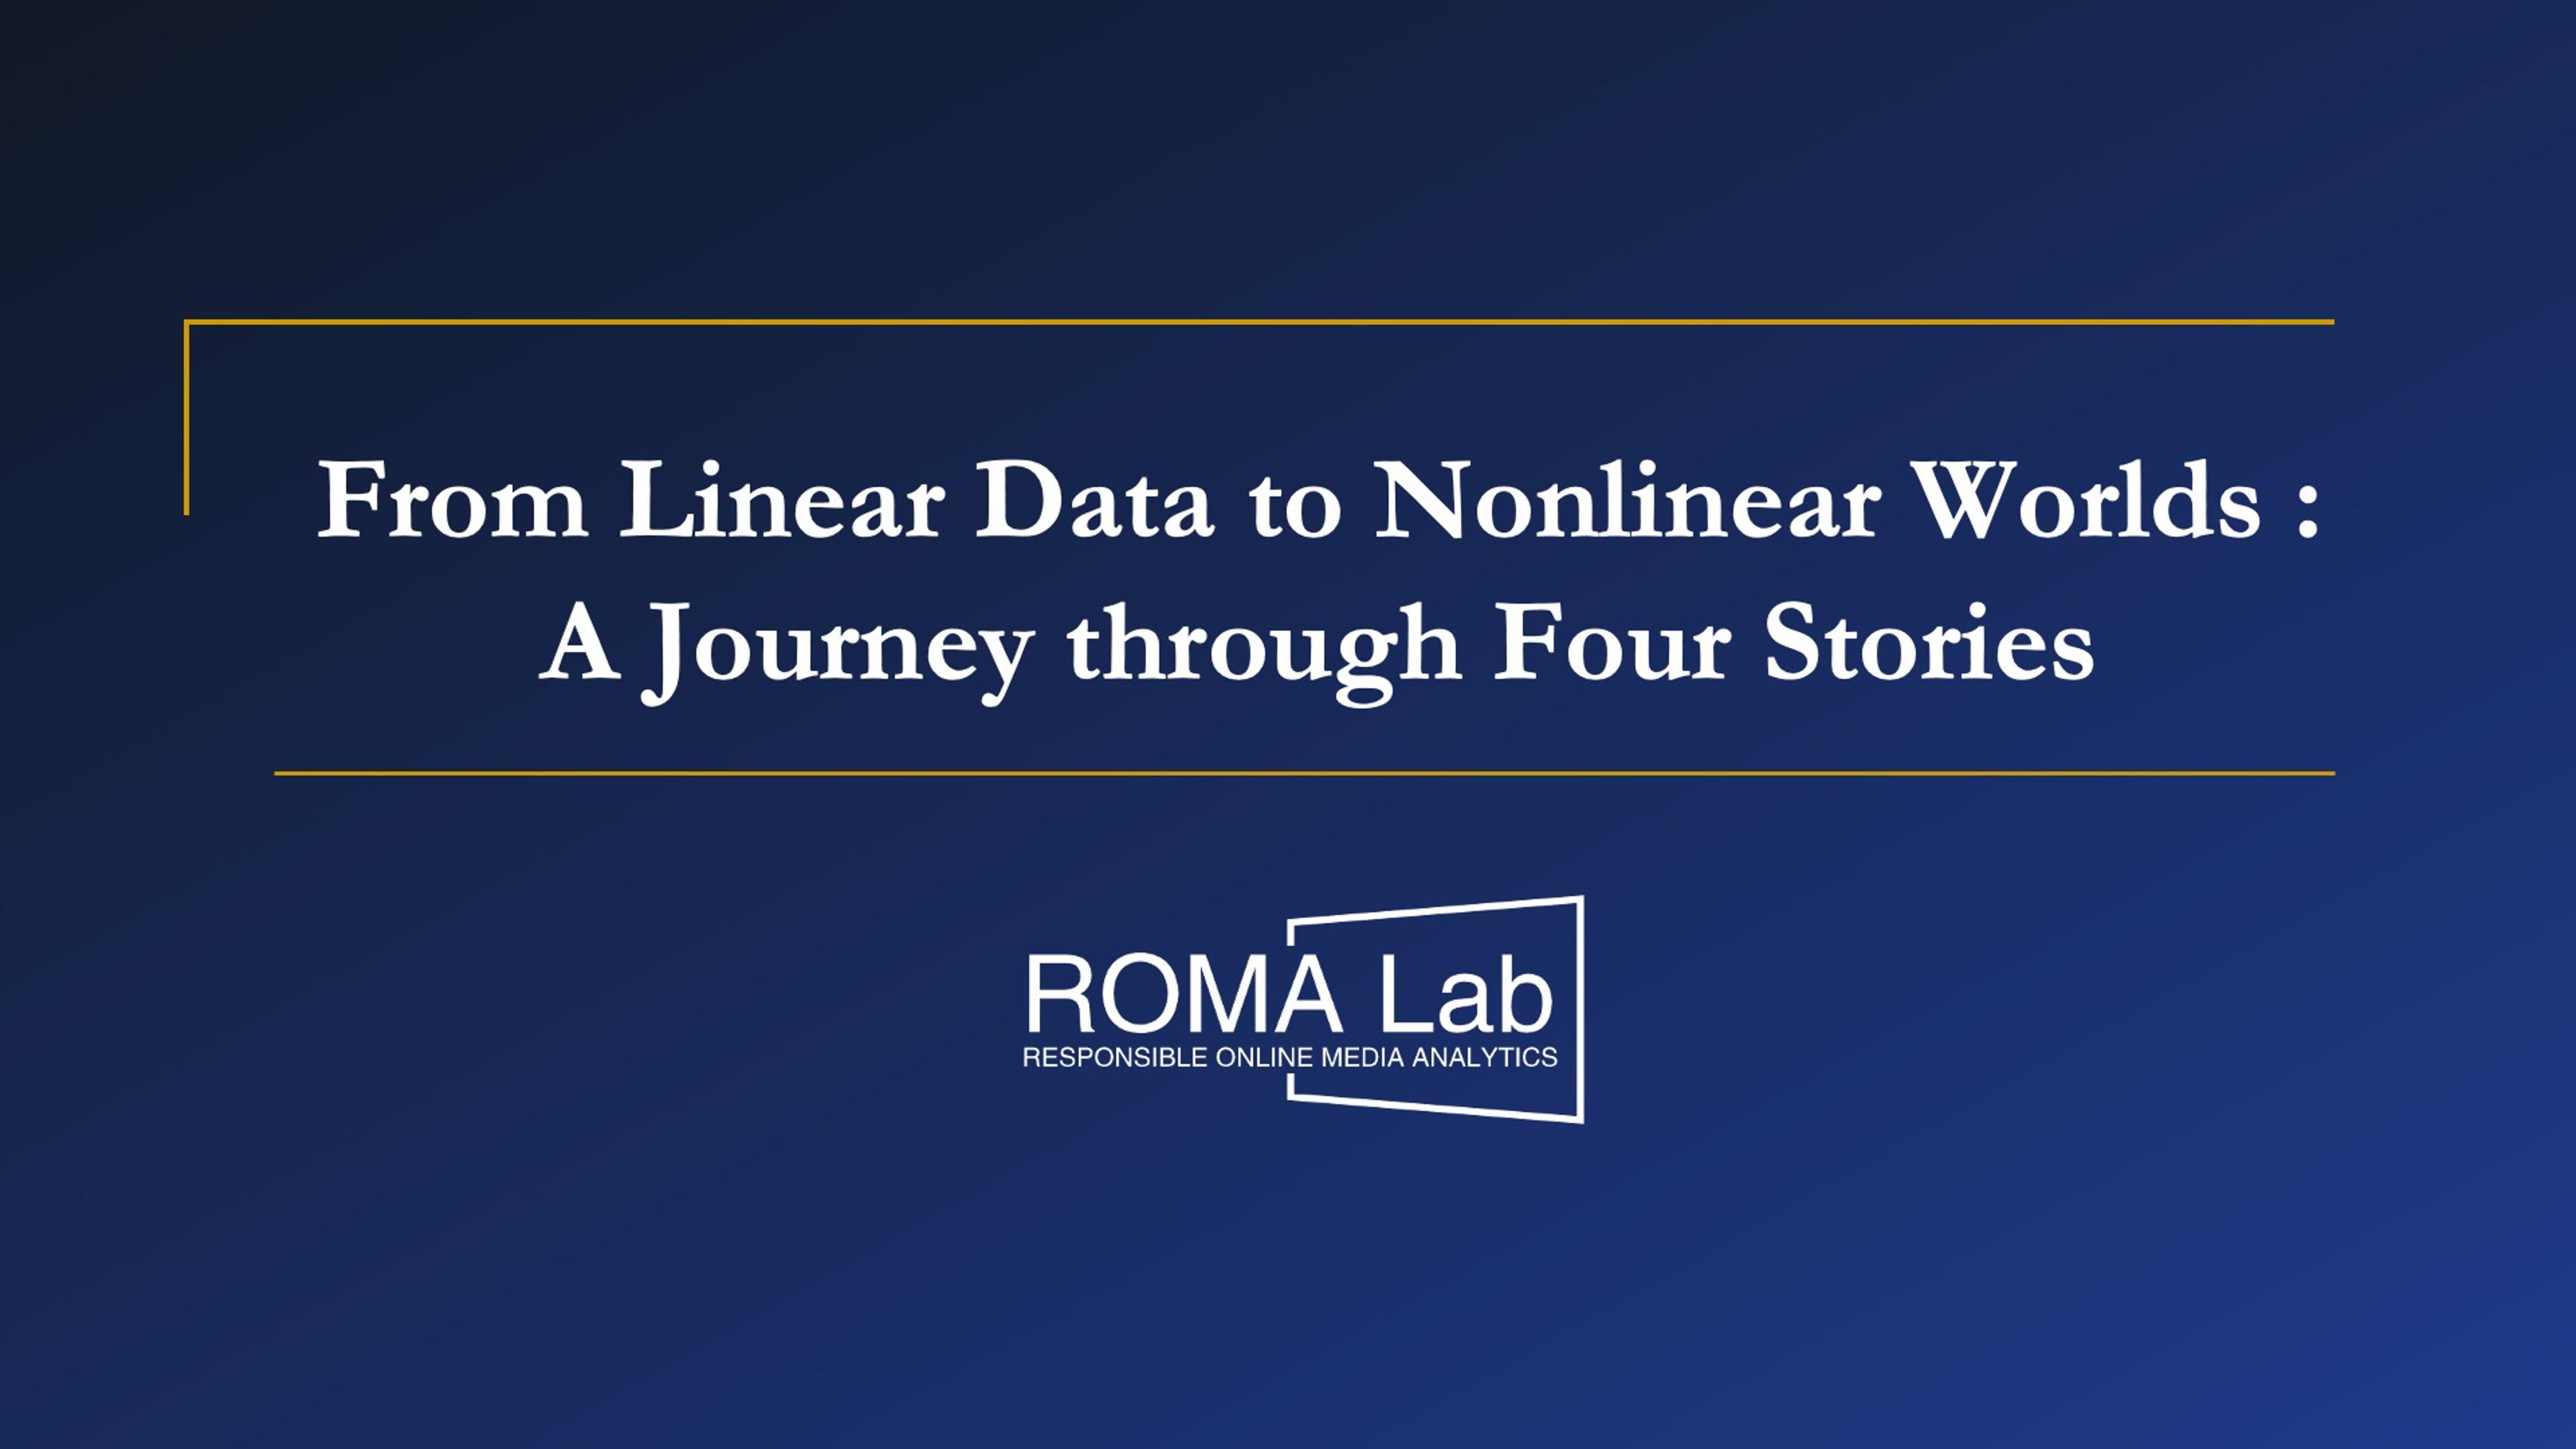 From Linear Data to Nonlinear Worlds :
A Journey through Four Stories
ROMA Lab
RESPONSIBLE ONLINE MEDIA ANALYTICS